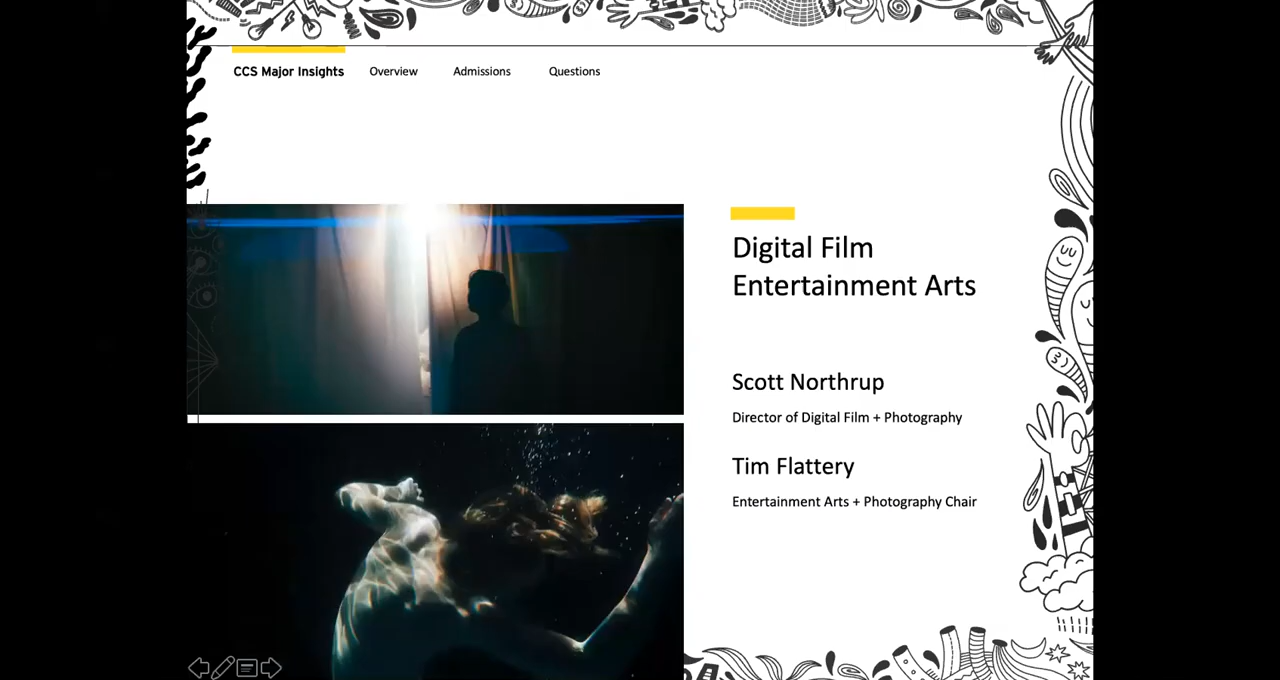 CCS Major Insights Overview Admissions Questions
Digital Film
Entertainment Arts
Scott Northrup
Director of Digital Film + Photography
Tim Flattery
Entertainment Arts + Photography Chair